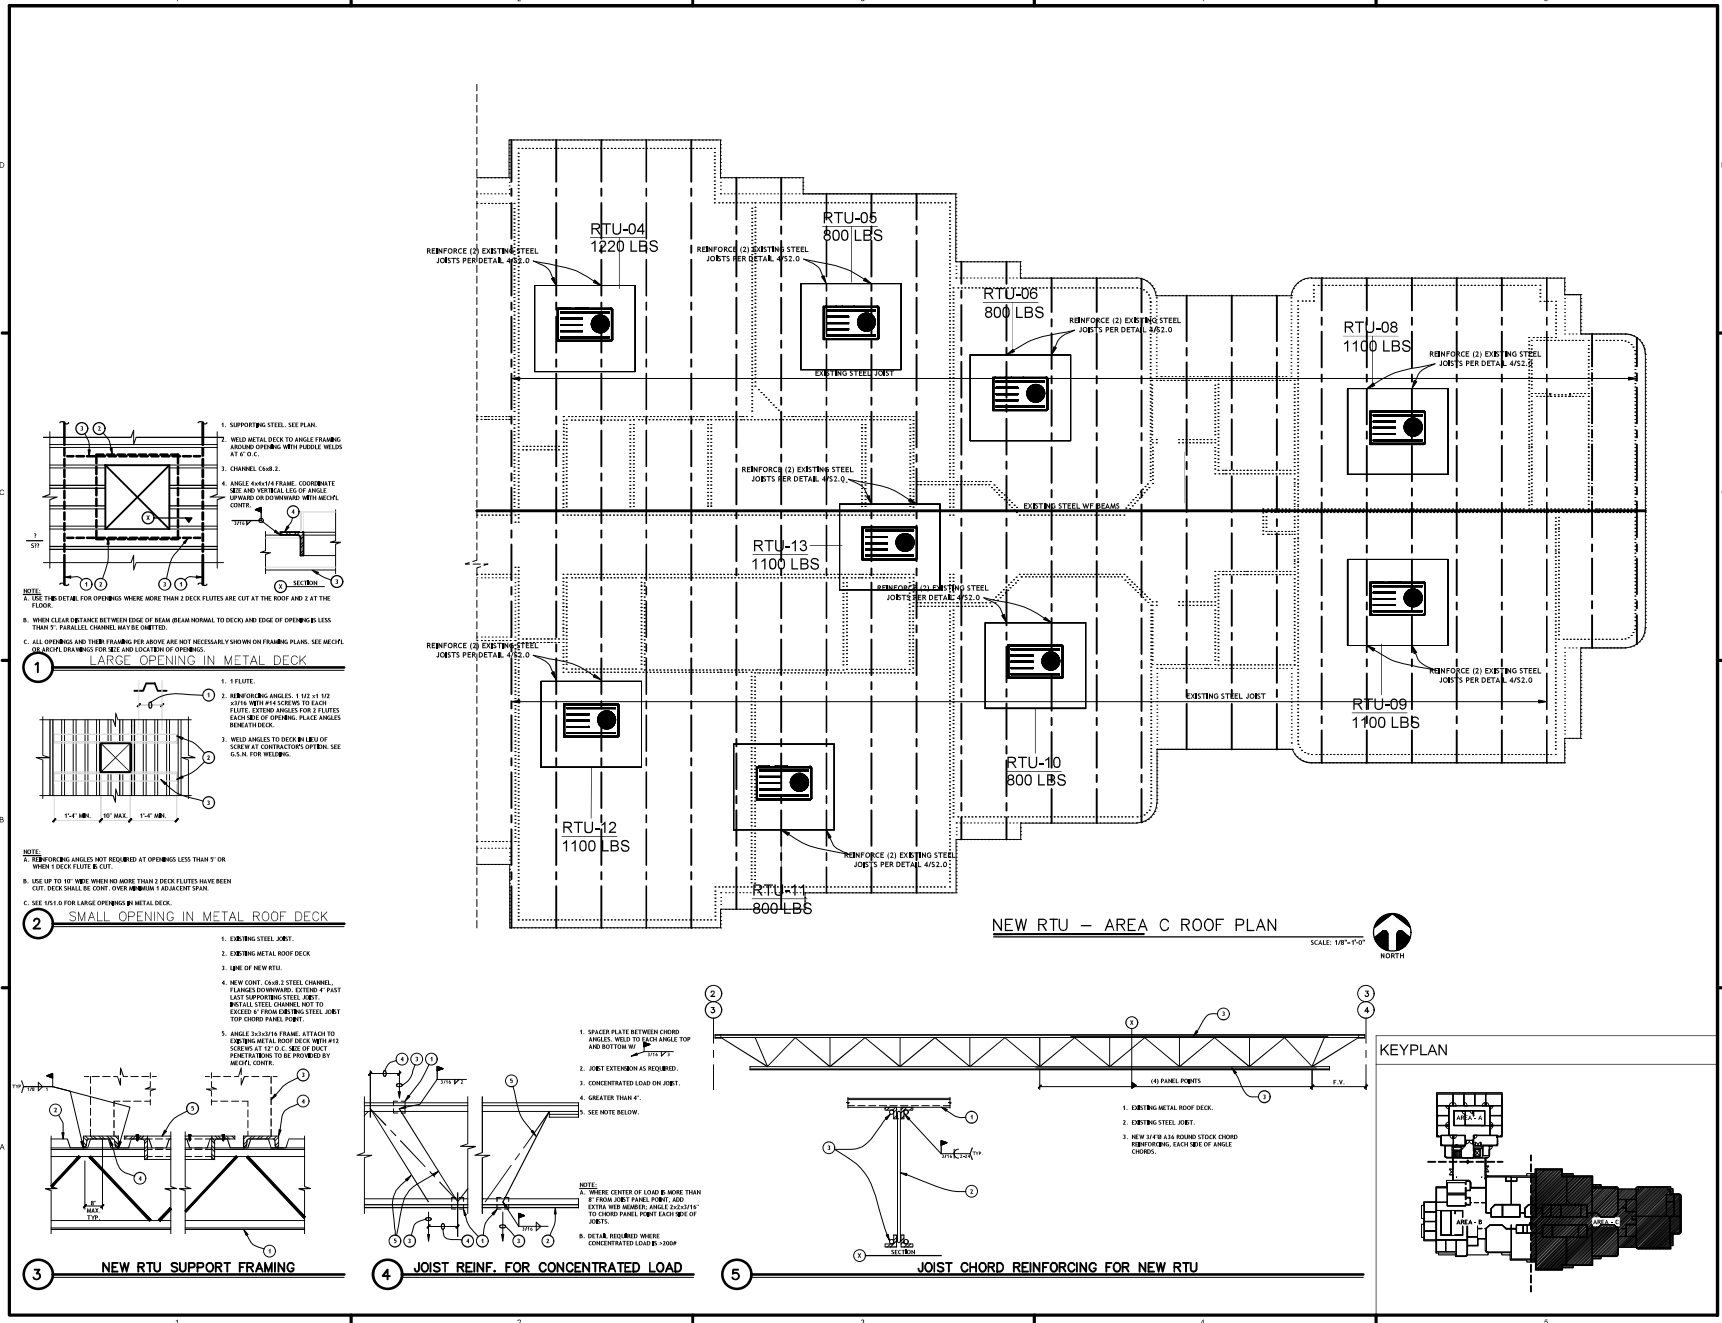 RTU-04
1220 LBS
REINFORCE (2) EXISTING STEEL
JOISTS PER DETAIL 4/S2.0
RTU-05
800 LBS
REINFORCE (2) EXISTING STEEL
JOISTS PER DETAIL 4/S2.0
RTU-06
800 LBS
REINFORCE (2) EXISTING STEEL
JOISTS PER DETAIL 4/S2.0
RTU-08
1100 LBS
REINFORCE (2) EXISTING STEEL
JOISTS PER DETAIL 4/S2.0
EXISTING STEEL JOIST
REINFORCE (2) EXISTING STEEL
JOISTS PER DETAIL 4/S2.0
EXISTING STEEL WF BEAMS
RTU-13
1100 LBS
REINFORCE (2) EXISTING STEEL
JOISTS PER DETAIL 4/S2.0
REINFORCE (2) EXISTING STEEL
JOISTS PER DETAIL 4/S2.0
REINFORCE (2) EXISTING STEEL
JOISTS PER DETAIL 4/S2.0
EXISTING STEEL JOIST
RTU-09
1100 LBS
RTU-10
800 LBS
RTU-12
1100 LBS
REINFORCE (2) EXISTING STEEL
JOISTS PER DETAIL 4/S2.0
RTU-11
800 LBS
NEW RTU - AREA C ROOF PLAN
SCALE: 1/8"=1'-0"
NORTH
1. SUPPORTING STEEL. SEE PLAN.
2. WELD METAL DECK TO ANGLE FRAMING
AROUND OPENING WITH PUDDLE WELDS
AT 6" O.C.
3. CHANNEL C6x8.2.
4. ANGLE 4x4x1/4 FRAME. COORDINATE
SIZE AND VERTICAL LEG OF ANGLE
UPWARD OR DOWNWARD WITH MECH'L
CONTR.
3/16
?
S??
X SECTION
NOTE:
A. USE THIS DETAIL FOR OPENINGS WHERE MORE THAN 2 DECK FLUTES ARE CUT AT THE ROOF AND 2 AT THE
FLOOR.
B. WHEN CLEAR DISTANCE BETWEEN EDGE OF BEAM (BEAM NORMAL TO DECK) AND EDGE OF OPENING IS LESS
THAN 5". PARALLEL CHANNEL MAY BE OMITTED.
C. ALL OPENINGS AND THEIR FRAMING PER ABOVE ARE NOT NECESSARILY SHOWN ON FRAMING PLANS. SEE MECH'L
OR ARCH'L DRAWINGS FOR SIZE AND LOCATION OF OPENINGS.
1 LARGE OPENING IN METAL DECK
1. 1 FLUTE.
2. REINFORCING ANGLES. 1 1/2 x1 1/2
x3/16 WITH #14 SCREWS TO EACH
FLUTE. EXTEND ANGLES FOR 2 FLUTES
EACH SIDE OF OPENING. PLACE ANGLES
BENEATH DECK.
3. WELD ANGLES TO DECK IN LIEU OF
SCREW AT CONTRACTOR'S OPTION. SEE
G.S.N. FOR WELDING.
1'-4" MIN. 10" MAX. 1'-4" MIN.
NOTE:
A. REINFORCING ANGLES NOT REQUIRED AT OPENINGS LESS THAN 5" OR
WHEN 1 DECK FLUTE IS CUT.
B. USE UP TO 10" WIDE WHEN NO MORE THAN 2 DECK FLUTES HAVE BEEN
CUT. DECK SHALL BE CONT. OVER MINIMUM 1 ADJACENT SPAN.
C. SEE 1/S1.0 FOR LARGE OPENINGS IN METAL DECK.
2 SMALL OPENING IN METAL ROOF DECK
1. EXISTING STEEL JOIST.
2. EXISTING METAL ROOF DECK
3. LINE OF NEW RTU.
4. NEW CONT. C6x8.2 STEEL CHANNEL,
FLANGES DOWNWARD. EXTEND 4" PAST
LAST SUPPORTING STEEL JOIST.
INSTALL STEEL CHANNEL NOT TO
EXCEED 6" FROM EXISTING STEEL JOIST
TOP CHORD PANEL POINT.
5. ANGLE 3x3x3/16 FRAME. ATTACH TO
EXISTING METAL ROOF DECK WITH #12
SCREWS AT 12" O.C. SIZE OF DUCT
PENETRATIONS TO BE PROVIDED BY
MECH'L CONTR.
TYP.
1/8 1
8"
MAX.
TYP.
3 NEW RTU SUPPORT FRAMING
1. SPACER PLATE BETWEEN CHORD
ANGLES. WELD TO EACH ANGLE TOP
AND BOTTOM W/
3/16 3
2. JOIST EXTENSION AS REQUIRED.
3. CONCENTRATED LOAD ON JOIST.
4. GREATER THAN 4".
5. SEE NOTE BELOW.
3/16 2
3/16
NOTE:
A. WHERE CENTER OF LOAD IS MORE THAN
8" FROM JOIST PANEL POINT, ADD
EXTRA WEB MEMBER; ANGLE 2x2x3/16"
TO CHORD PANEL POINT EACH SIDE OF
JOISTS.
B. DETAIL REQUIRED WHERE
CONCENTRATED LOAD IS >200#
4 JOIST REINF. FOR CONCENTRATED LOAD
2
3
3
4
X
(4) PANEL POINTS
F.V.
1. EXISTING METAL ROOF DECK.
2. EXISTING STEEL JOIST.
3. NEW 3/4"Ø A36 ROUND STOCK CHORD
REINFORCING, EACH SIDE OF ANGLE
CHORDS.
TYP.
X SECTION
5 JOIST CHORD REINFORCING FOR NEW RTU
KEYPLAN
AREA - A
AREA - B
AREA - C